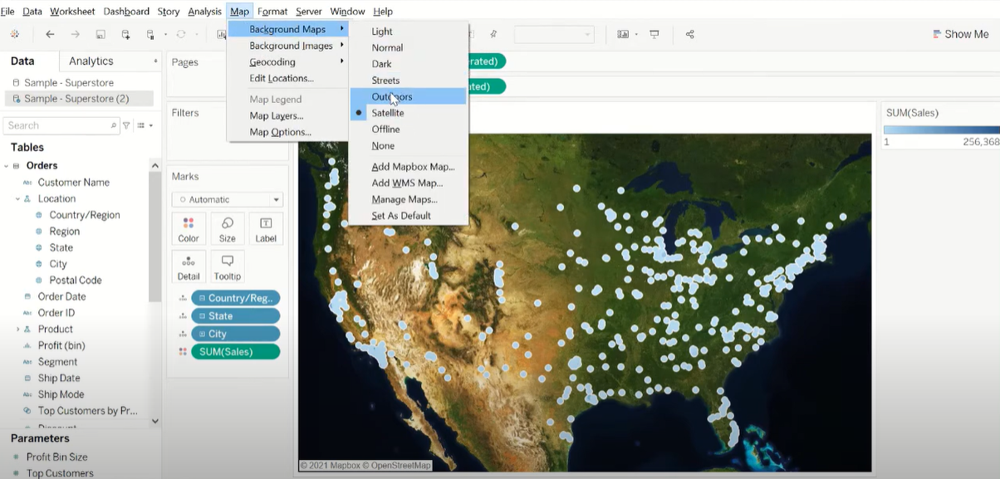 File Data Worksheet Dashboard Story Analysis Map Format Server Window Help
Show Me
Data Analytics
Sample - Superstore
Sample - Superstore (2)
Search
Tables
Orders
Abc Customer Name
Location
Country/Region
Region
State
City
Postal Code
Order Date
Abc Order ID
Product
Profit (bin)
Abc Segment
Ship Date
Abc Ship Mode
Top Customers by Pr...
Parameters
# Profit Bin Size
# Top Customers
Pages
Filters
Marks
Automatic
Color Size Label
Detail Tooltip
Country/Reg..
State
City
SUM(Sales)
Background Maps
Background Images
Geocoding
Edit Locations...
Map Legend
Map Layers...
Map Options...
Light
Normal
Dark
Streets
Outdoors
Satellite
Offline
None
Add Mapbox Map...
Add WMS Map...
Manage Maps...
Set As Default
SUM(Sales)
1 256,368
© 2021 Mapbox © OpenStreetMap